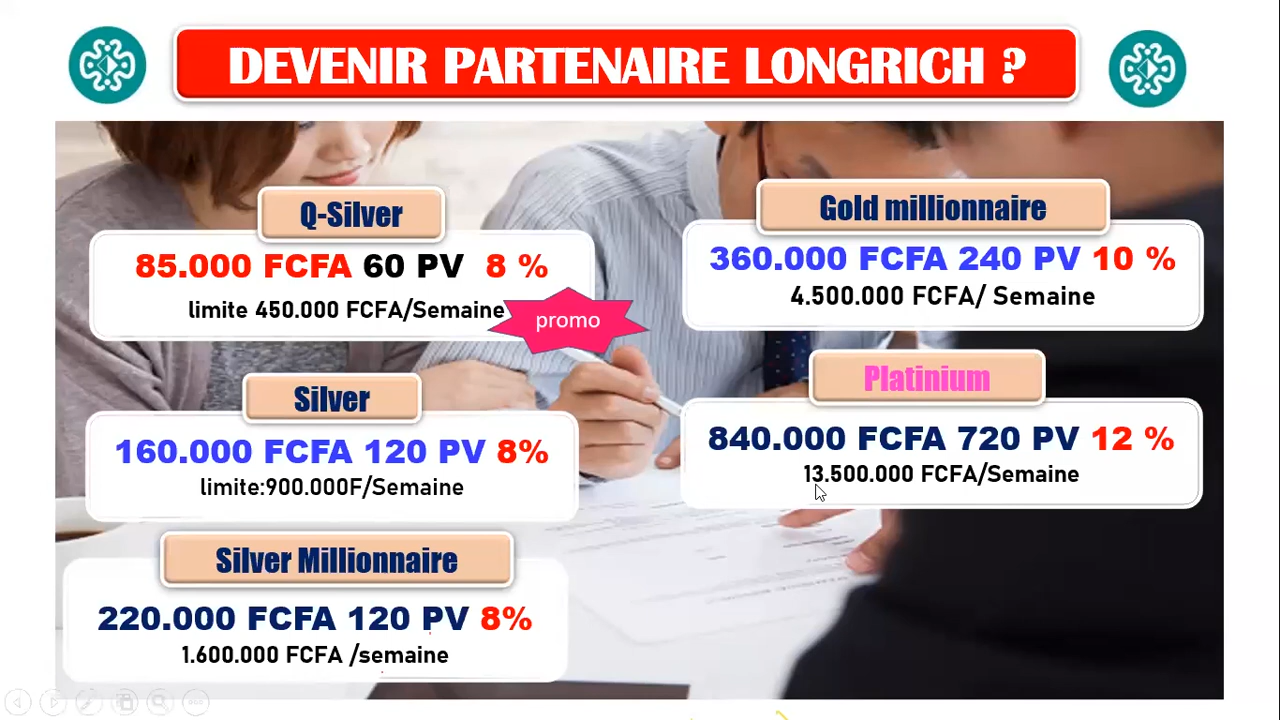 DEVENIR PARTENAIRE LONGRICH ?
Q-Silver
85.000 FCFA 60 PV 8 %
limite 450.000 FCFA/Semaine
promo
Silver
160.000 FCFA 120 PV 8%
limite:900.000F/Semaine
Silver Millionnaire
220.000 FCFA 120 PV 8%
1.600.000 FCFA /semaine
Gold millionnaire
360.000 FCFA 240 PV 10 %
4.500.000 FCFA/ Semaine
Platinium
840.000 FCFA 720 PV 12 %
13.500.000 FCFA/Semaine